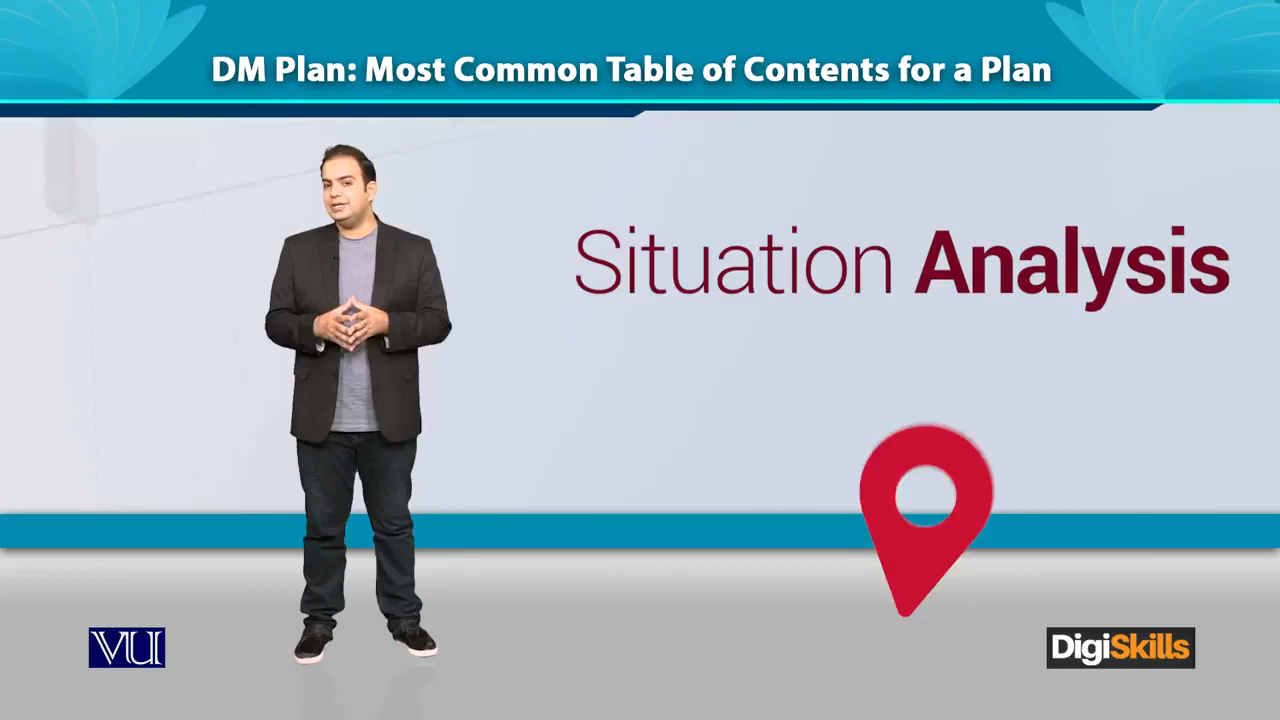 DM Plan: Most Common Table of Contents for a Plan
Situation Analysis
VU
DigiSkills